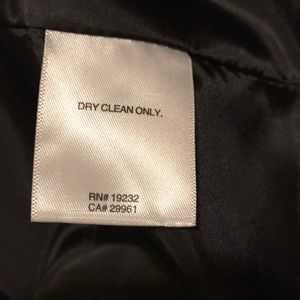 DRY CLEAN ONLY.
RN# 19232
CA# 29961